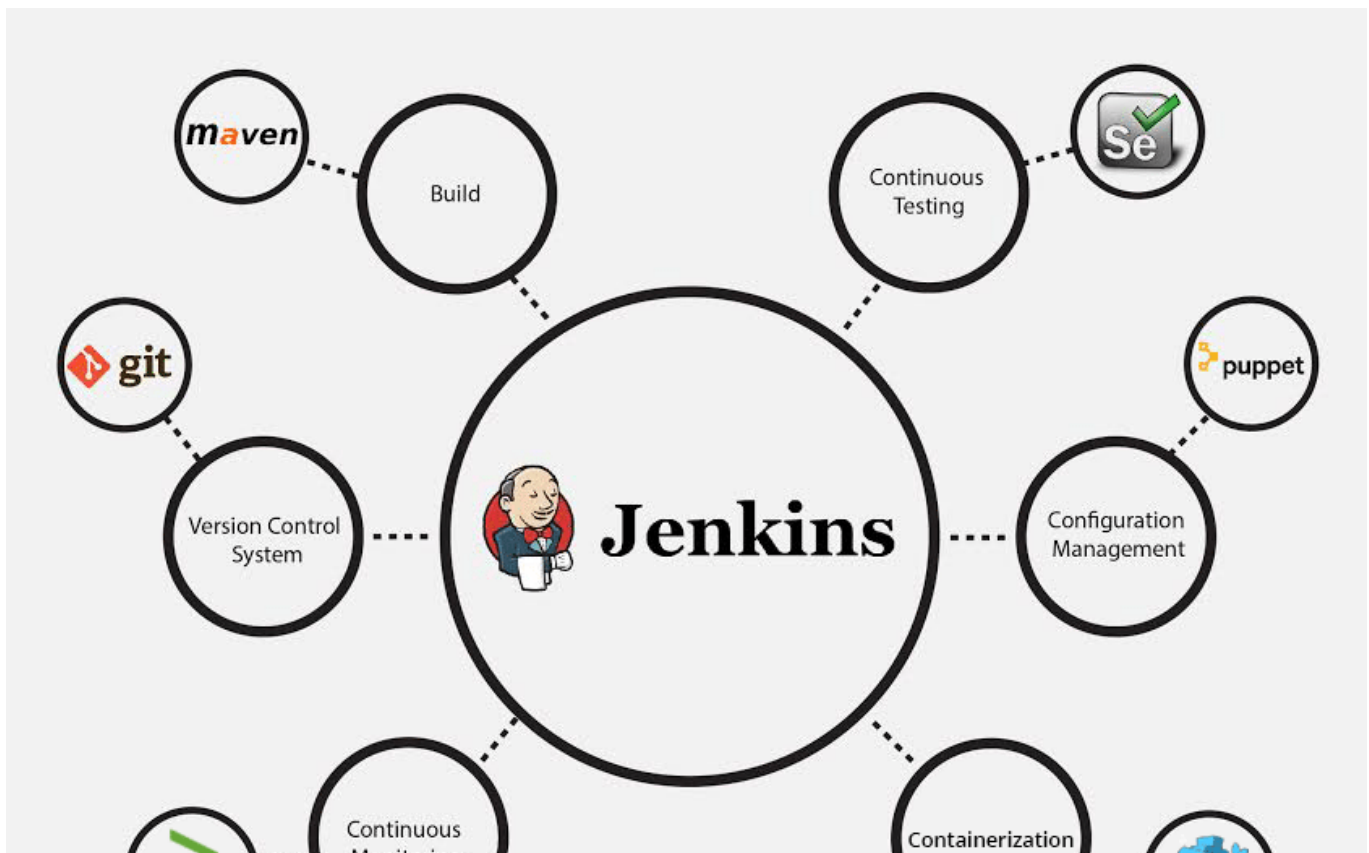 maven
Build
Continuous
Testing
Se
git
puppet
Version Control
System
Jenkins
Configuration
Management
Continuous
Containerization